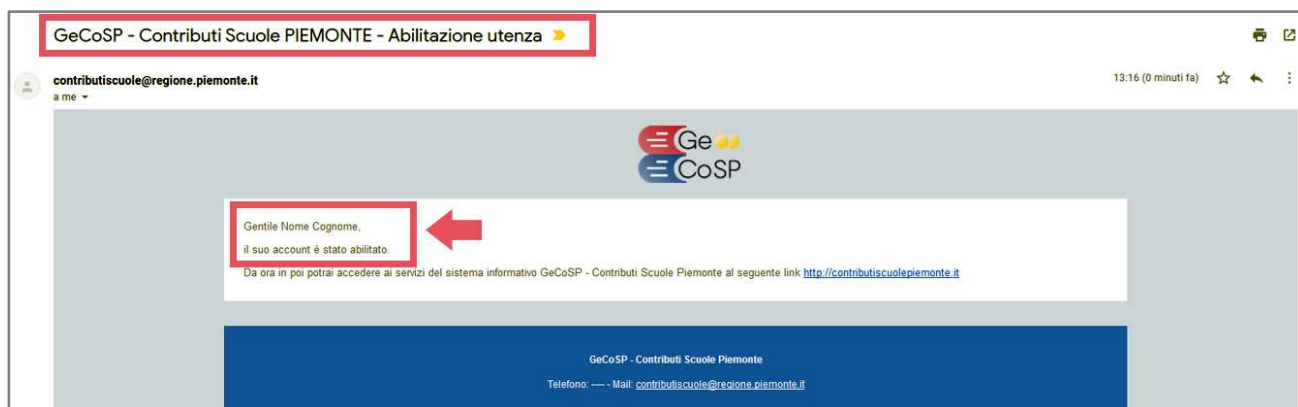 GeCoSP - Contributi Scuole PIEMONTE - Abilitazione utenza
contributiscuole@regione.piemonte.it
13:16 (0 minuti fa)
a me
Ge
CoSP
Gentile Nome Cognome,
il suo account è stato abilitato.
Da ora in poi potrai accedere ai servizi del sistema informativo GeCoSP - Contributi Scuole Piemonte al seguente link http://contributiscuolepiemonte.it
GeCoSP - Contributi Scuole Piemonte
Telefono: ---- - Mail: contributiscuole@regione.piemonte.it